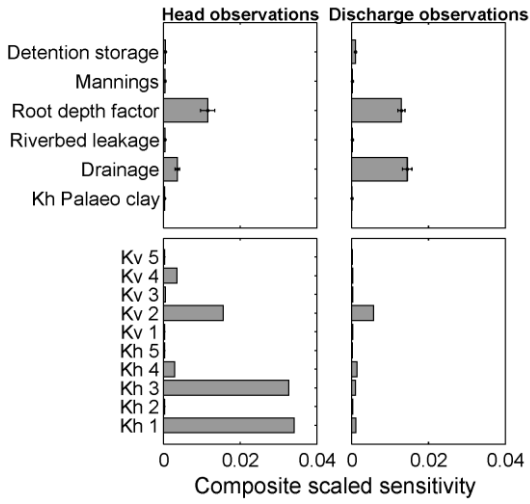 Head observations
Discharge observations
Detention storage
Mannings
Root depth factor
Riverbed leakage
Drainage
Kh Palaeo clay
Kv 5
Kv 4
Kv 3
Kv 2
Kv 1
Kh 5
Kh 4
Kh 3
Kh 2
Kh 1
0 0.02 0.04 0 0.02 0.04
Composite scaled sensitivity